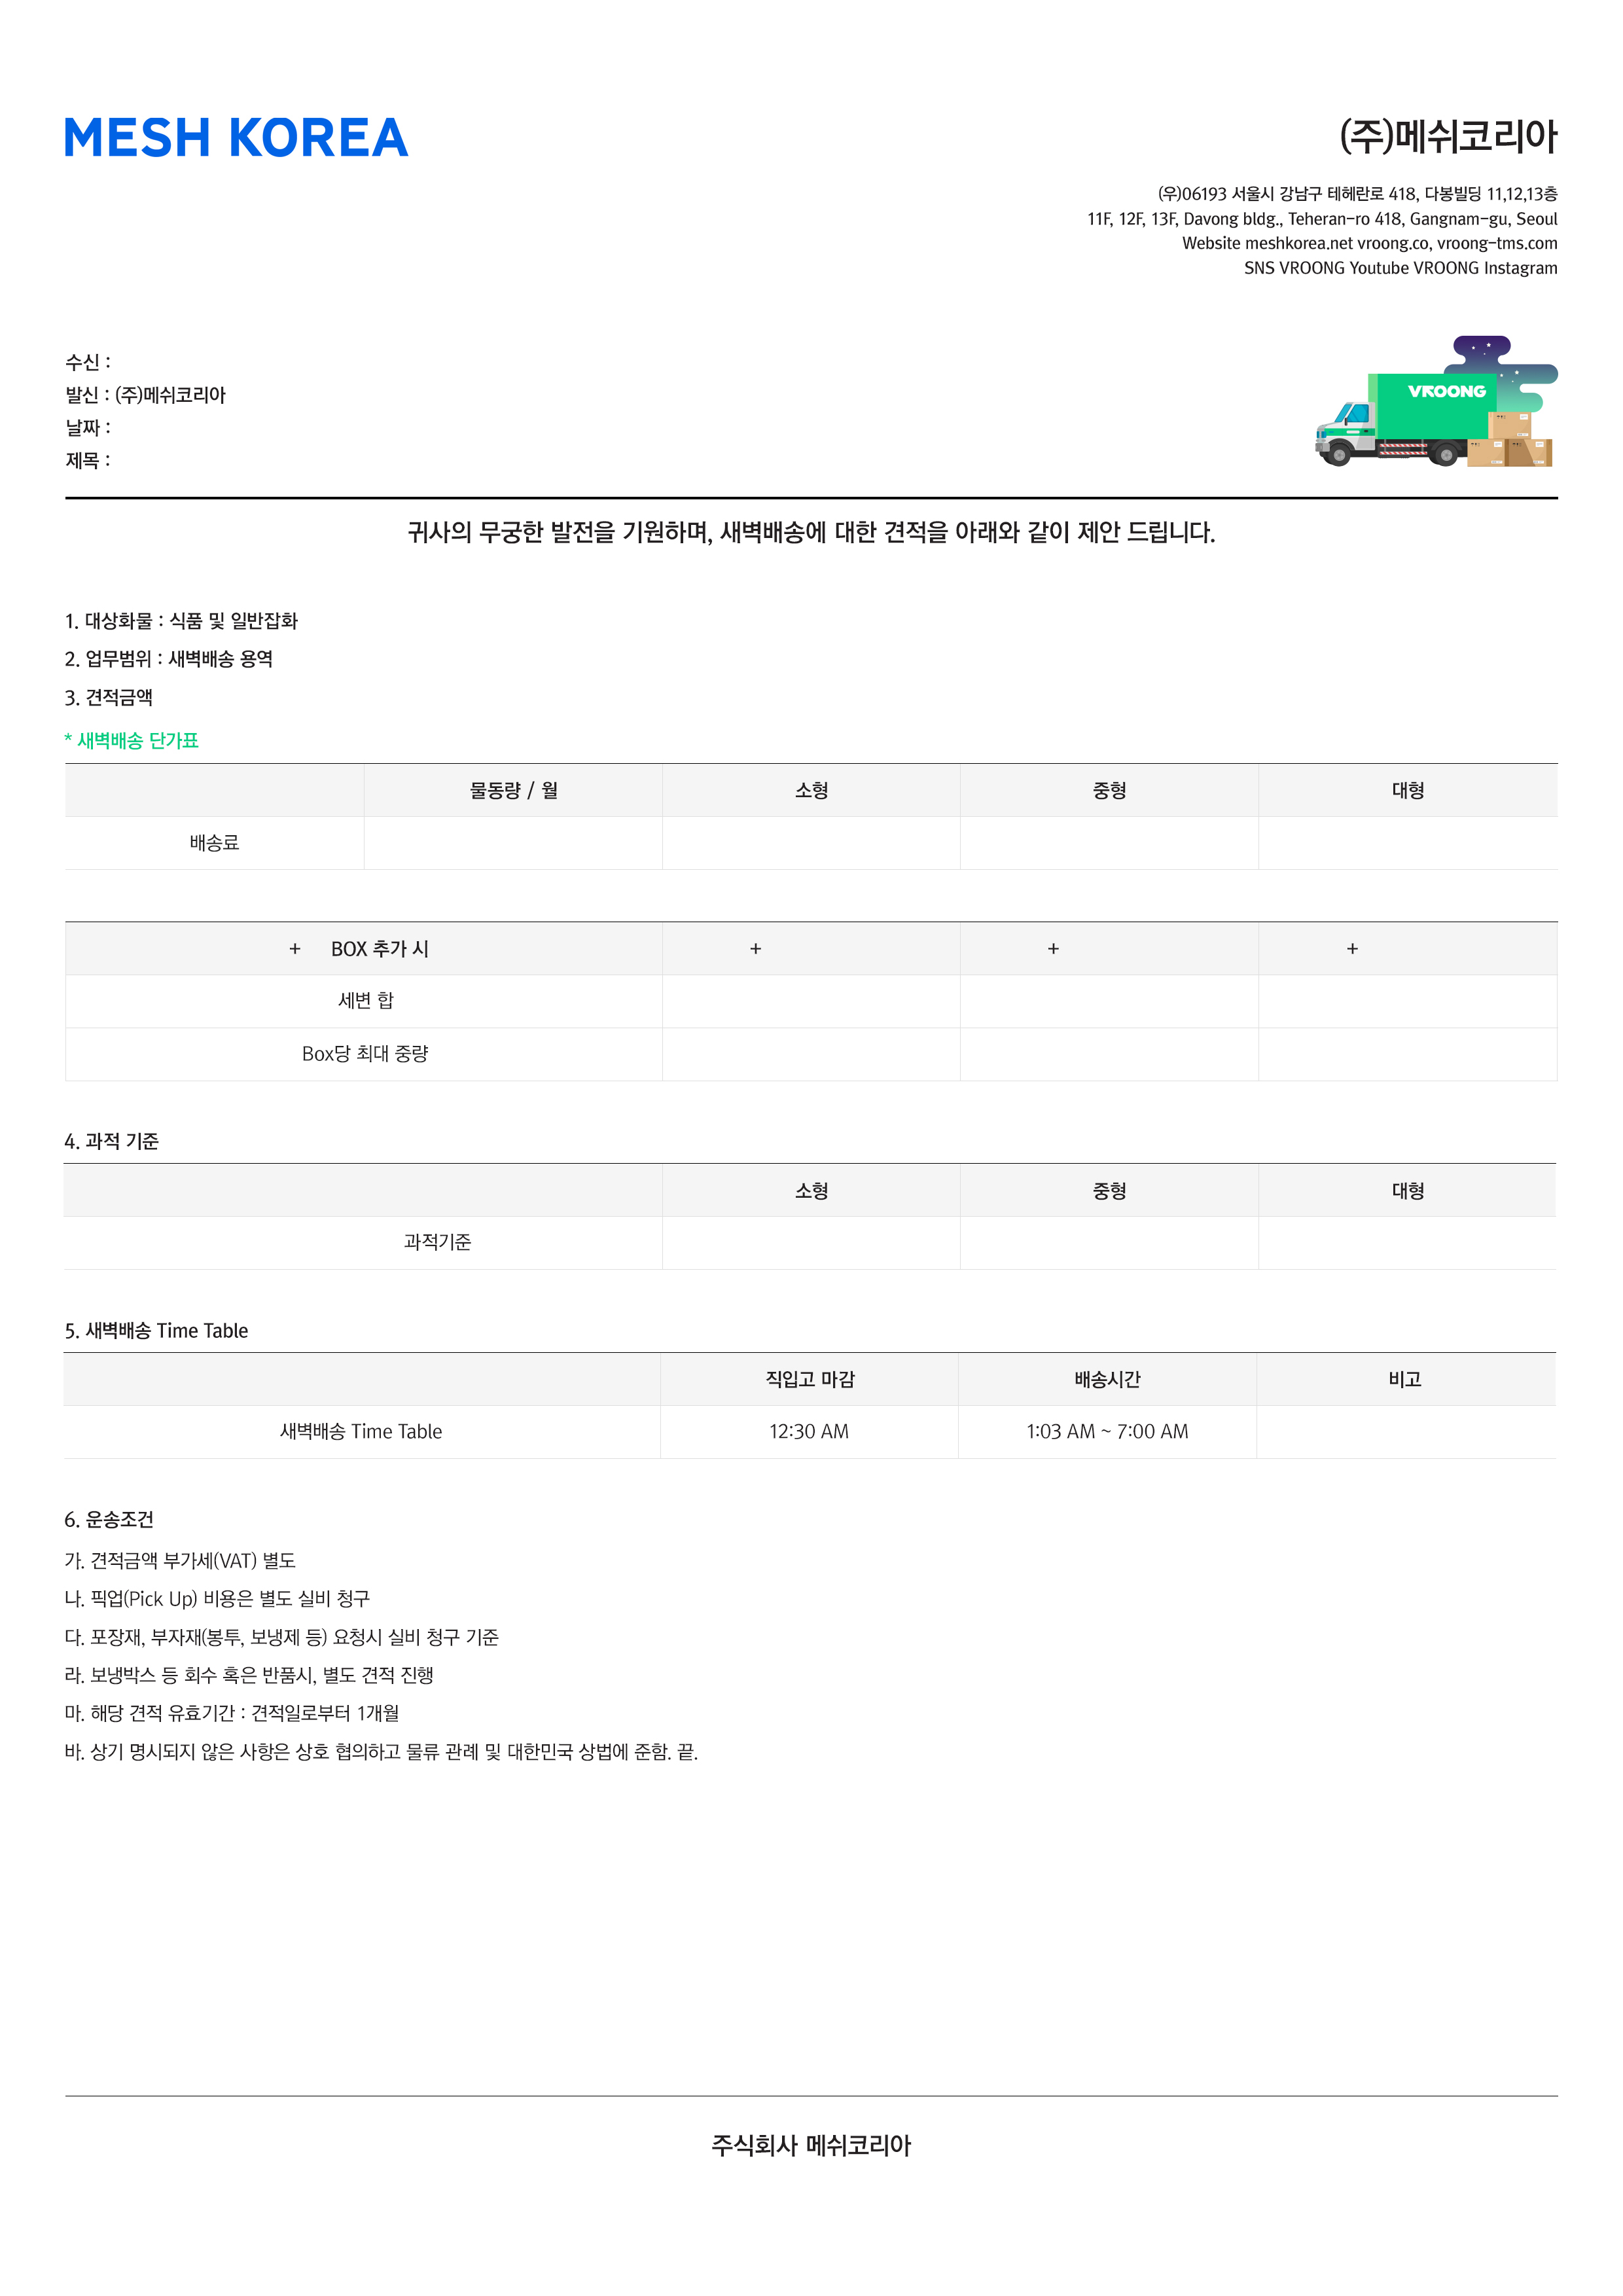 MESH KOREA
(주)메쉬코리아
(우)06193 서울시 강남구 테헤란로 418, 다봉빌딩 11,12,13층
11F, 12F, 13F, Davong bldg., Teheran-ro 418, Gangnam-gu, Seoul
Website meshkorea.net vroong.co, vroong-tms.com
SNS VROONG Youtube VROONG Instagram
수신 :
발신 : (주)메쉬코리아
날짜 :
제목 :
VROONG
귀사의 무궁한 발전을 기원하며, 새벽배송에 대한 견적을 아래와 같이 제안 드립니다.
1. 대상화물 : 식품 및 일반잡화
2. 업무범위 : 새벽배송 용역
3. 견적금액
* 새벽배송 단가표
물동량 / 월 소형 중형 대형
배송료
+ BOX 추가 시 + + +
세변 합
Box당 최대 중량
4. 과적 기준
소형 중형 대형
과적기준
5. 새벽배송 Time Table
직입고 마감 배송시간 비고
새벽배송 Time Table 12:30 AM 1:03 AM ~ 7:00 AM
6. 운송조건
가. 견적금액 부가세(VAT) 별도
나. 픽업(Pick Up) 비용은 별도 실비 청구
다. 포장재, 부자재(봉투, 보냉제 등) 요청시 실비 청구 기준
라. 보냉박스 등 회수 혹은 반품시, 별도 견적 진행
마. 해당 견적 유효기간 : 견적일로부터 1개월
바. 상기 명시되지 않은 사항은 상호 협의하고 물류 관례 및 대한민국 상법에 준함. 끝.
주식회사 메쉬코리아